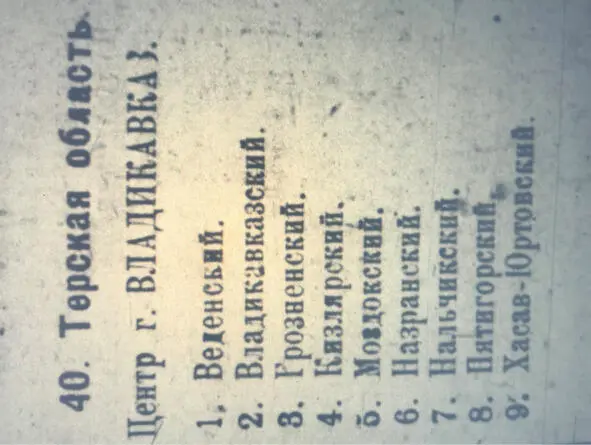 40. Терская область.
Центр г. ВЛАДИКАВКАЗ.
1. Веденский.
2. Владикавказский.
3. Грозненский.
4. Кизлярский.
5. Моздокский.
6. Назранский.
7. Нальчикский.
8. Пятигорский.
9. Хасав-Юртовский.